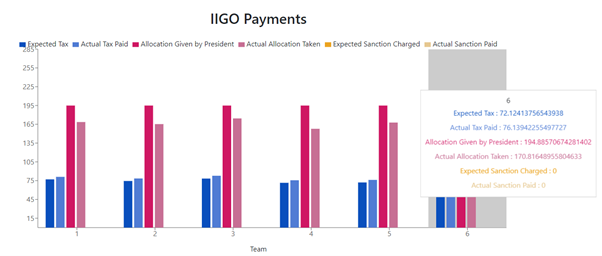 IIGO Payments
Expected Tax Actual Tax Paid Allocation Given by President Actual Allocation Taken Expected Sanction Charged Actual Sanction Paid
285
255
225
195
165
135
105
75
45
15
1 2 3 4 5 6
Team
6
Expected Tax : 72.12413756543938
Actual Tax Paid : 76.13942255497727
Allocation Given by President : 194.88570674281402
Actual Allocation Taken : 170.81648955804633
Expected Sanction Charged : 0
Actual Sanction Paid : 0